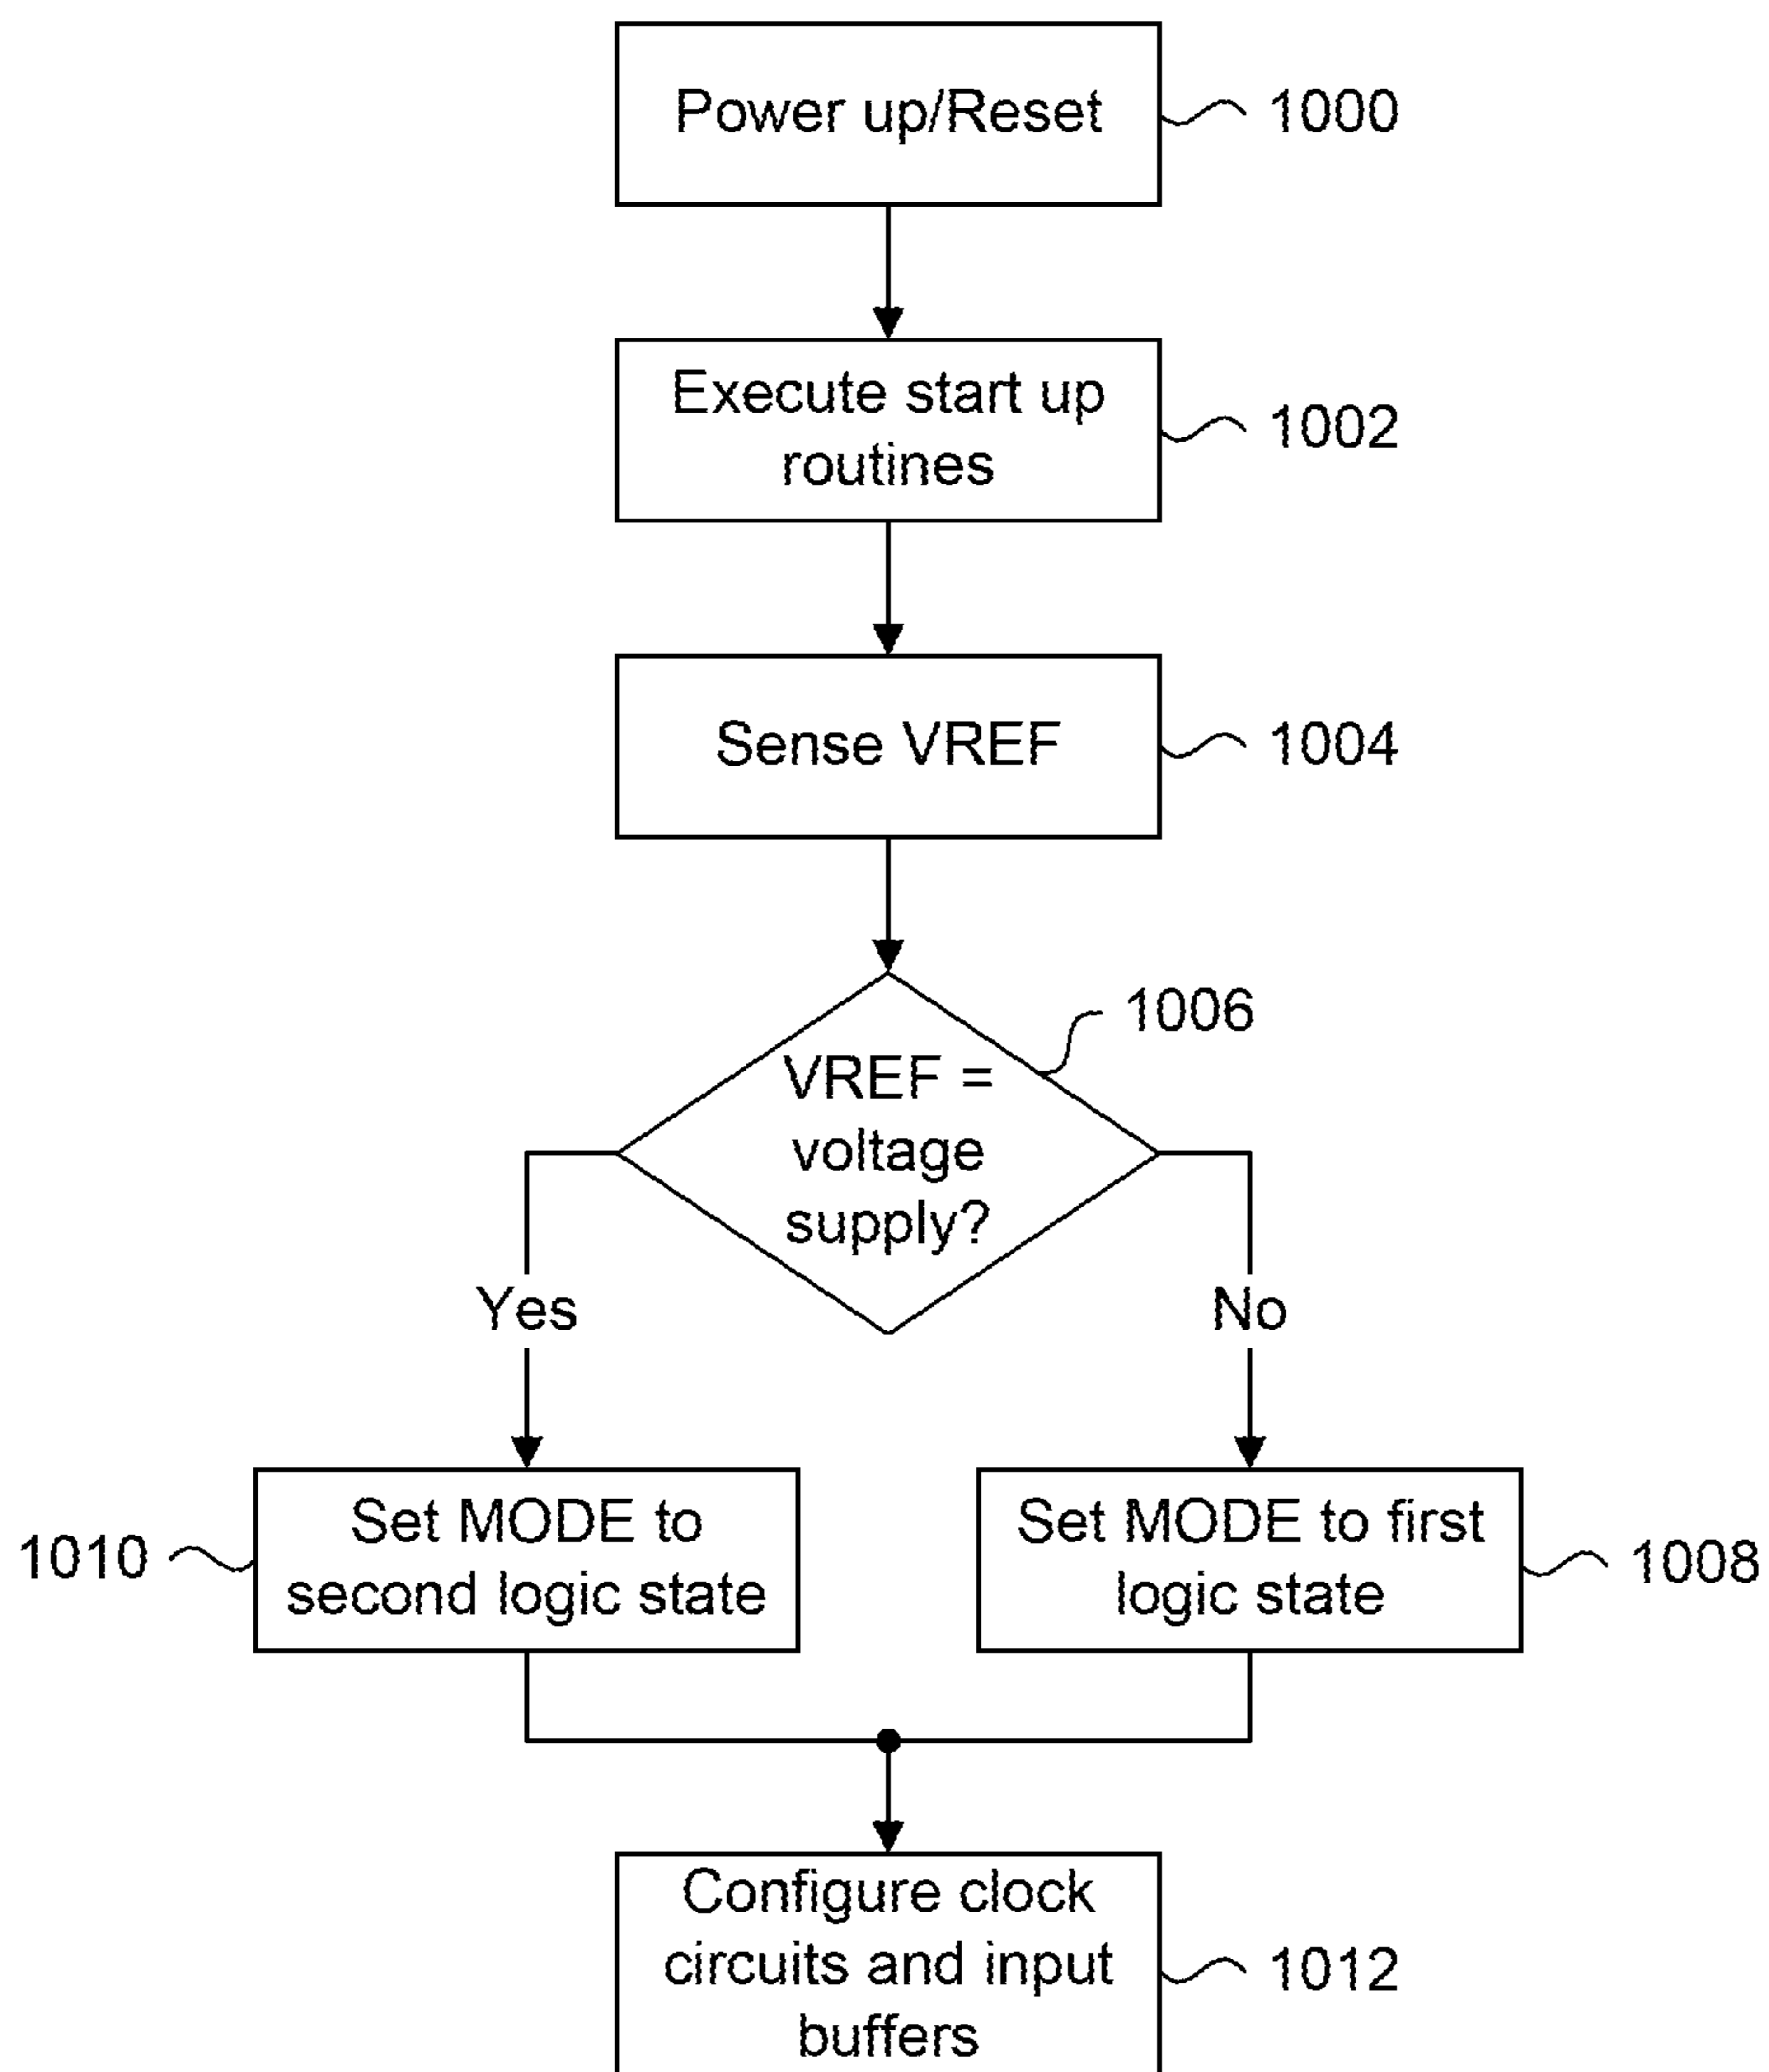 Power up/Reset
1000
Execute start up
routines
1002
Sense VREF
1004
1006
VREF =
voltage
supply?
Yes
No
1010
Set MODE to
second logic state
Set MODE to first
logic state
1008
Configure clock
circuits and input
buffers
1012